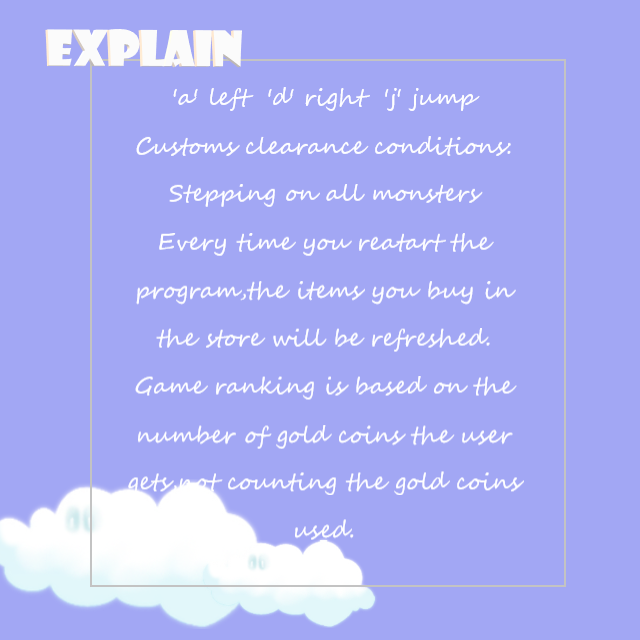 EXPLAIN
'a' left 'd' right 'j' jump
Customs clearance conditions:
Stepping on all monsters
Every time you reatart the
program,the items you buy in
the store will be refreshed.
Game ranking is based on the
number of gold coins the user
gets,not counting the gold coins
used.